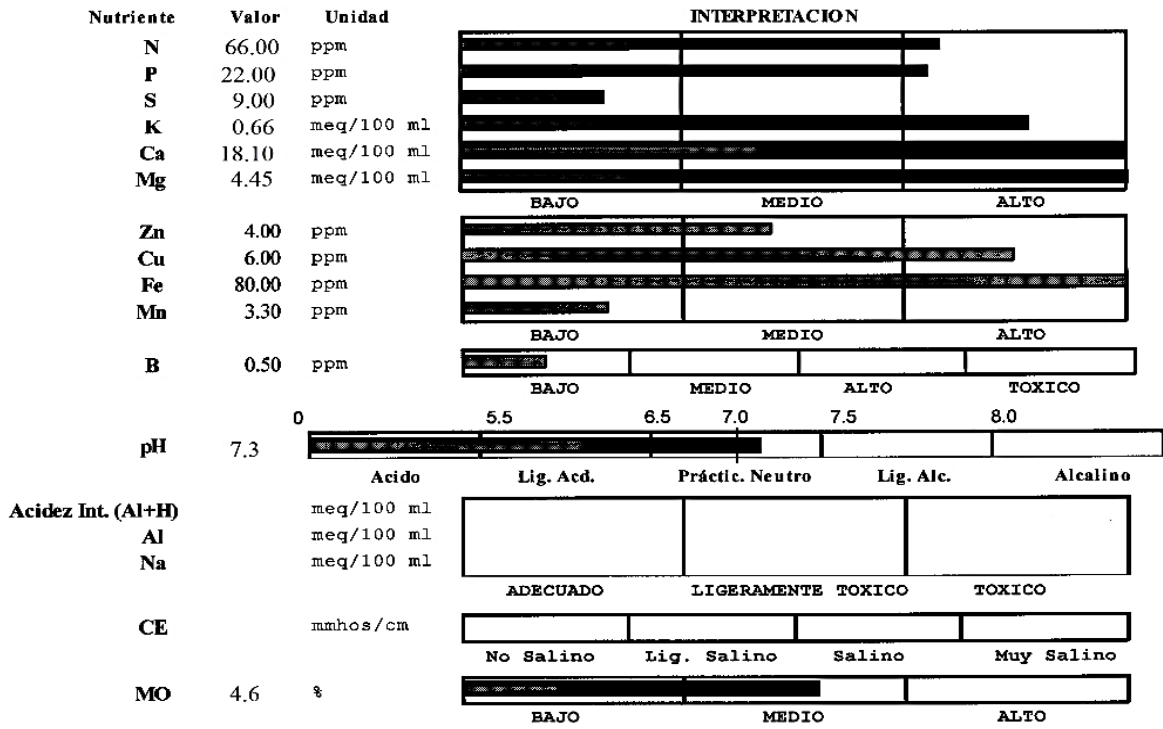 Nutriente Valor Unidad INTERPRETACION
N 66.00 ppm
P 22.00 ppm
S 9.00 ppm
K 0.66 meq/100 ml
Ca 18.10 meq/100 ml
Mg 4.45 meq/100 ml
BAJO MEDIO ALTO
Zn 4.00 ppm
Cu 6.00 ppm
Fe 80.00 ppm
Mn 3.30 ppm
BAJO MEDIO ALTO
B 0.50 ppm
BAJO MEDIO ALTO TOXICO
0 5.5 6.5 7.0 7.5 8.0
pH 7.3
Acido Lig. Acd. Práctic. Neutro Lig. Alc. Alcalino
Acidez Int. (Al+H) meq/100 ml
Al meq/100 ml
Na meq/100 ml
ADECUADO LIGERAMENTE TOXICO TOXICO
CE mmhos/cm
No Salino Lig. Salino Salino Muy Salino
MO 4.6 %
BAJO MEDIO ALTO